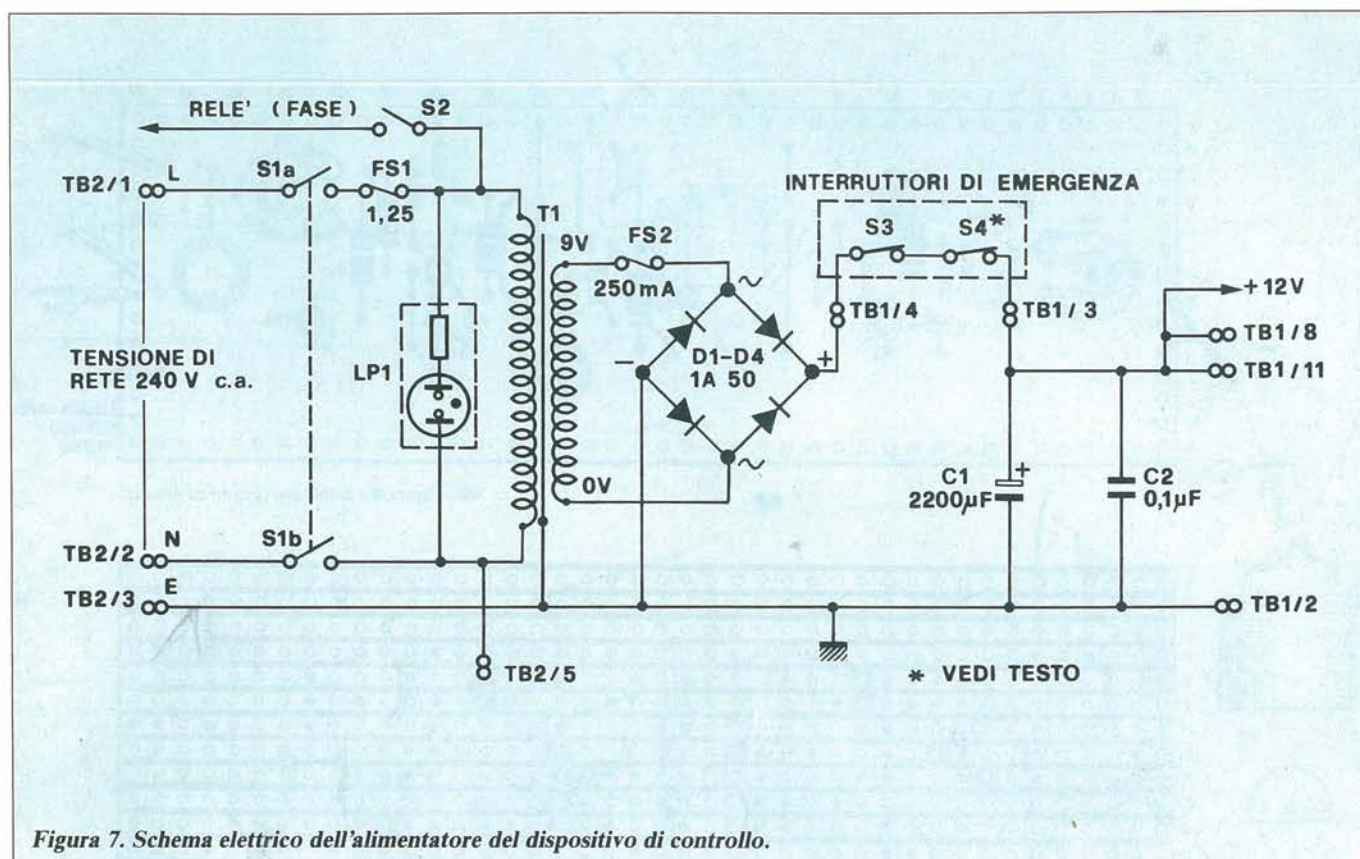 RELE' ( FASE )
S2
TB2/1
L
S1a
FS1
1,25
T1
9V
FS2
250mA
INTERRUTTORI DI EMERGENZA
S3
S4*
TB1/4
TB1/3
+12V
TB1/8
TB1/11
TENSIONE DI
RETE 240 V c.a.
LP1
~
−
D1-D4
1A 50
+
0V
~
C1
2200µF
+
C2
0,1µF
TB2/2
N
S1b
TB2/3
E
TB1/2
TB2/5
* VEDI TESTO
Figura 7. Schema elettrico dell'alimentatore del dispositivo di controllo.